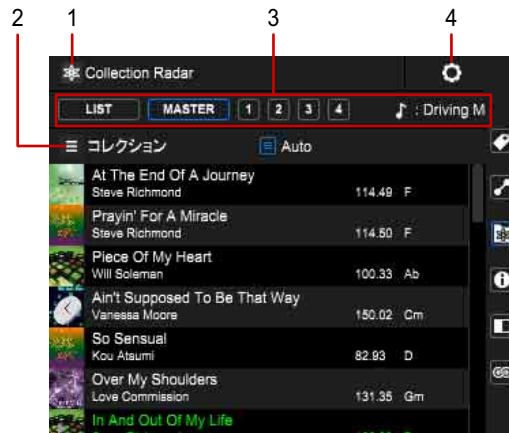 2 1 3 4
Collection Radar
LIST MASTER 1 2 3 4 : Driving M
コレクション Auto
At The End Of A Journey
Steve Richmond 114.49 F
Prayin' For A Miracle
Steve Richmond 114.50 F
Piece Of My Heart
Will Soleman 100.33 Ab
Ain't Supposed To Be That Way
Vanessa Moore 150.02 Cm
So Sensual
Kou Atsumi 82.93 D
Over My Shoulders
Love Commission 131.35 Gm
In And Out Of My Life